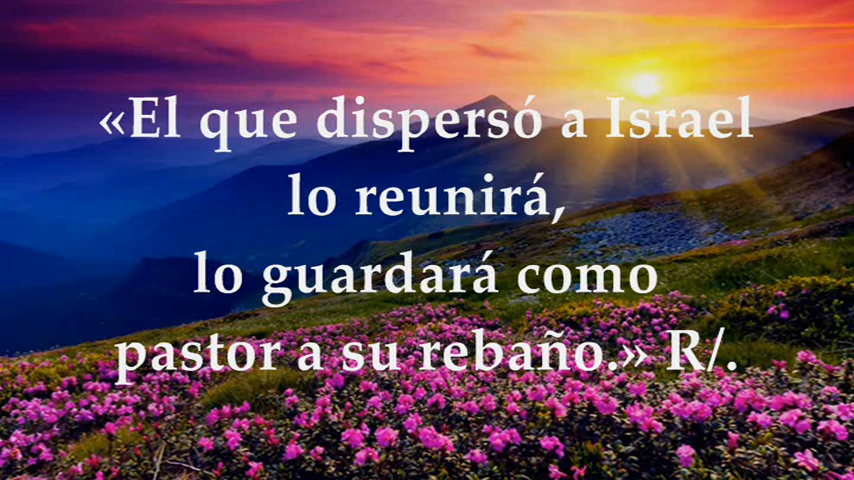 «El que dispersó a Israel
lo reunirá,
lo guardará como
pastor a su rebaño.» R/.